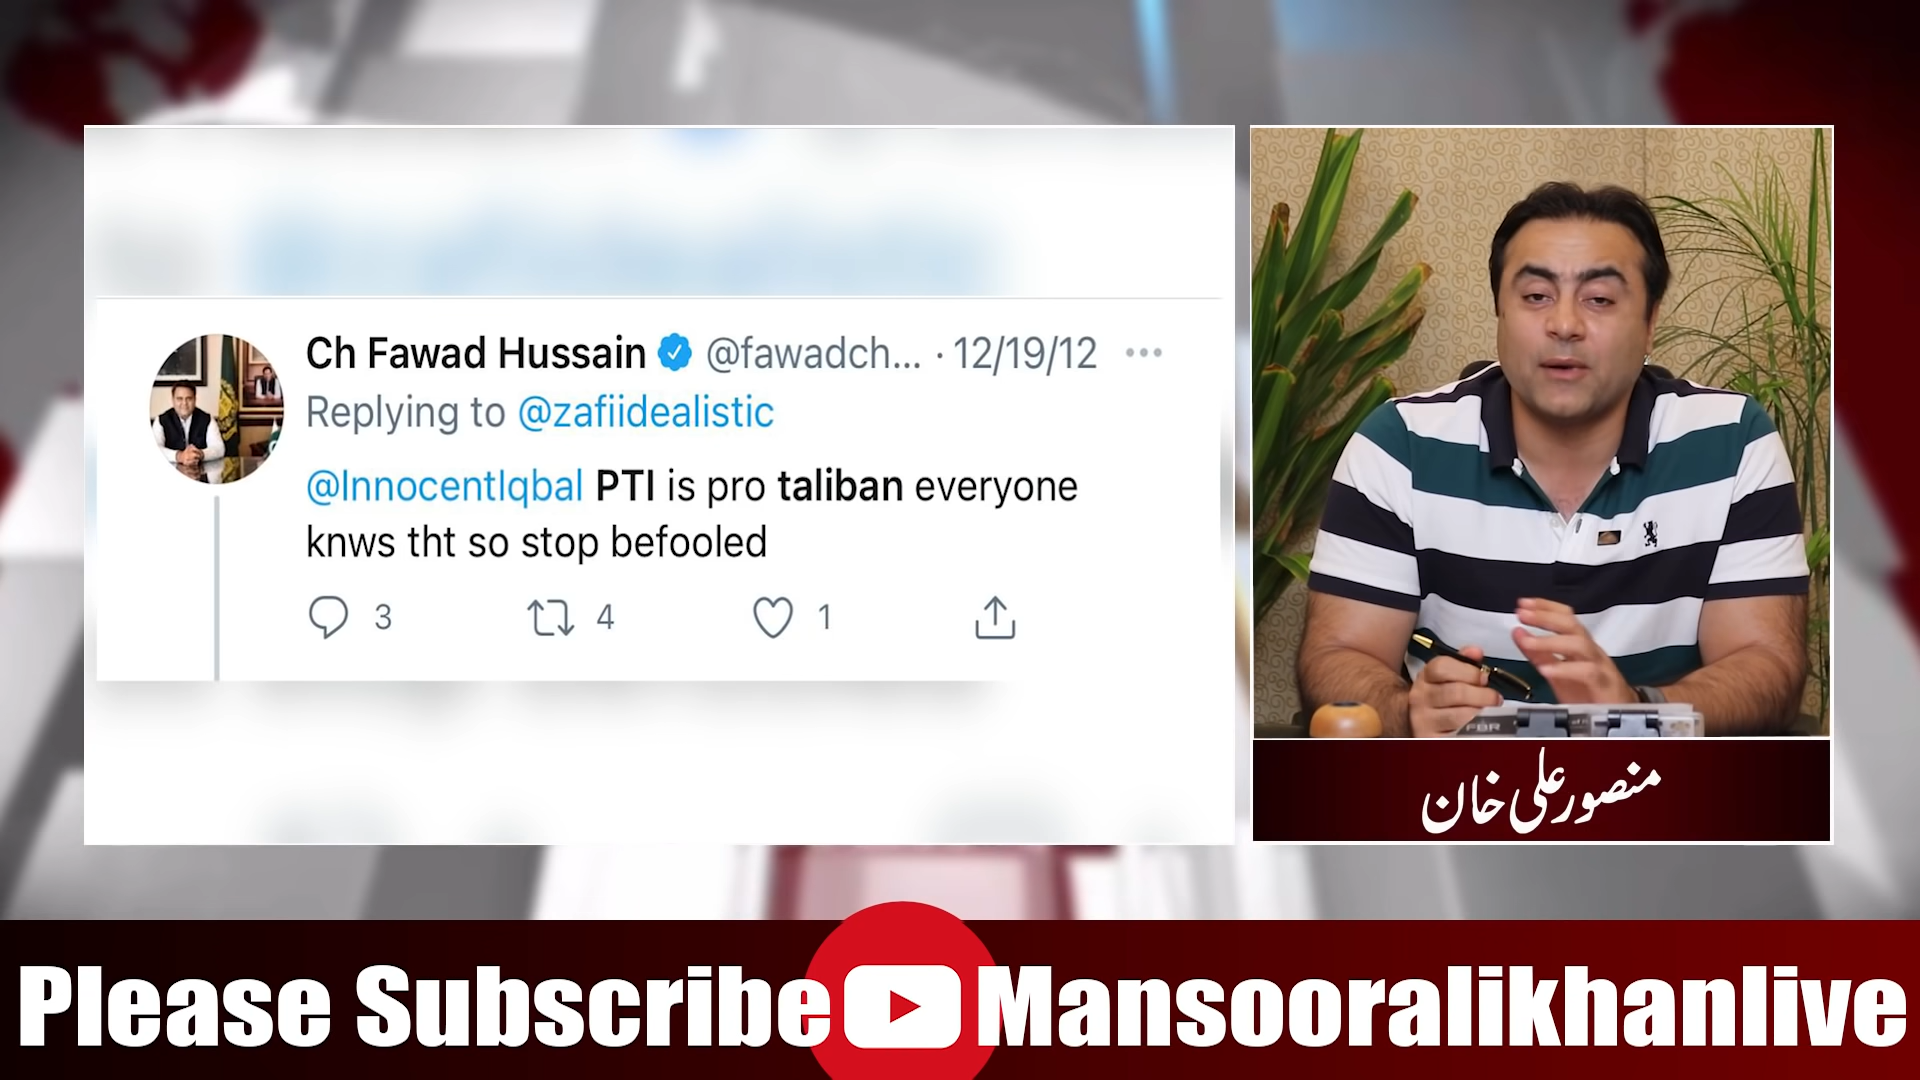 Ch Fawad Hussain @fawadch... · 12/19/12
Replying to @zafiidealistic
@InnocentIqbal PTI is pro taliban everyone
knws tht so stop befooled
3 4 1
FBR
منصور علی خان
Please Subscribe Mansooralikhanlive